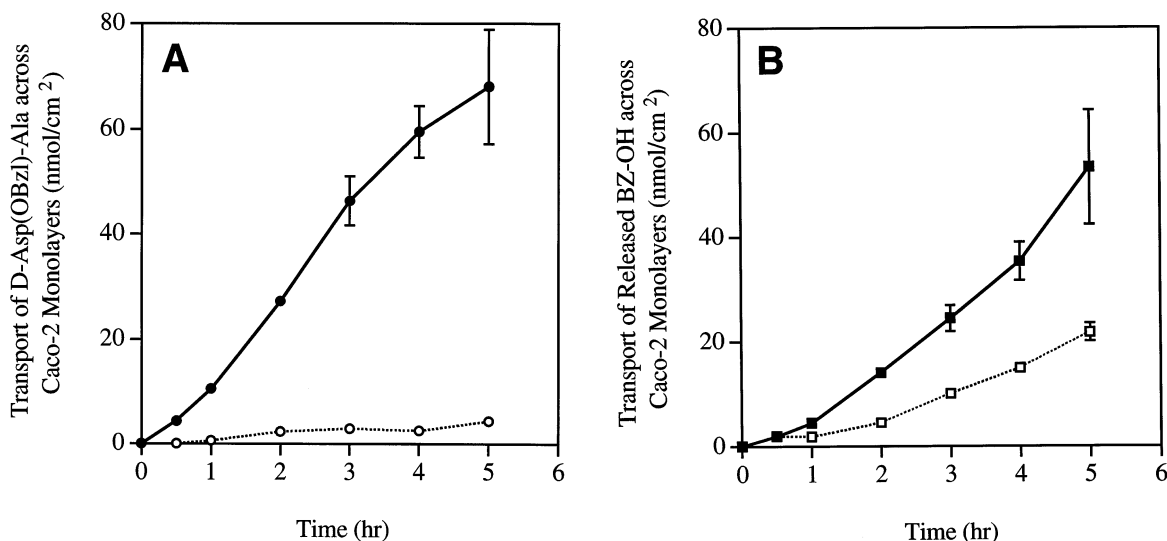 A
Transport of D-Asp(OBzl)-Ala across
Caco-2 Monolayers (nmol/cm 2)
80
60
40
20
0
0 1 2 3 4 5 6
Time (hr)
B
Transport of Released BZ-OH across
Caco-2 Monolayers (nmol/cm 2)
80
60
40
20
0
0 1 2 3 4 5 6
Time (hr)